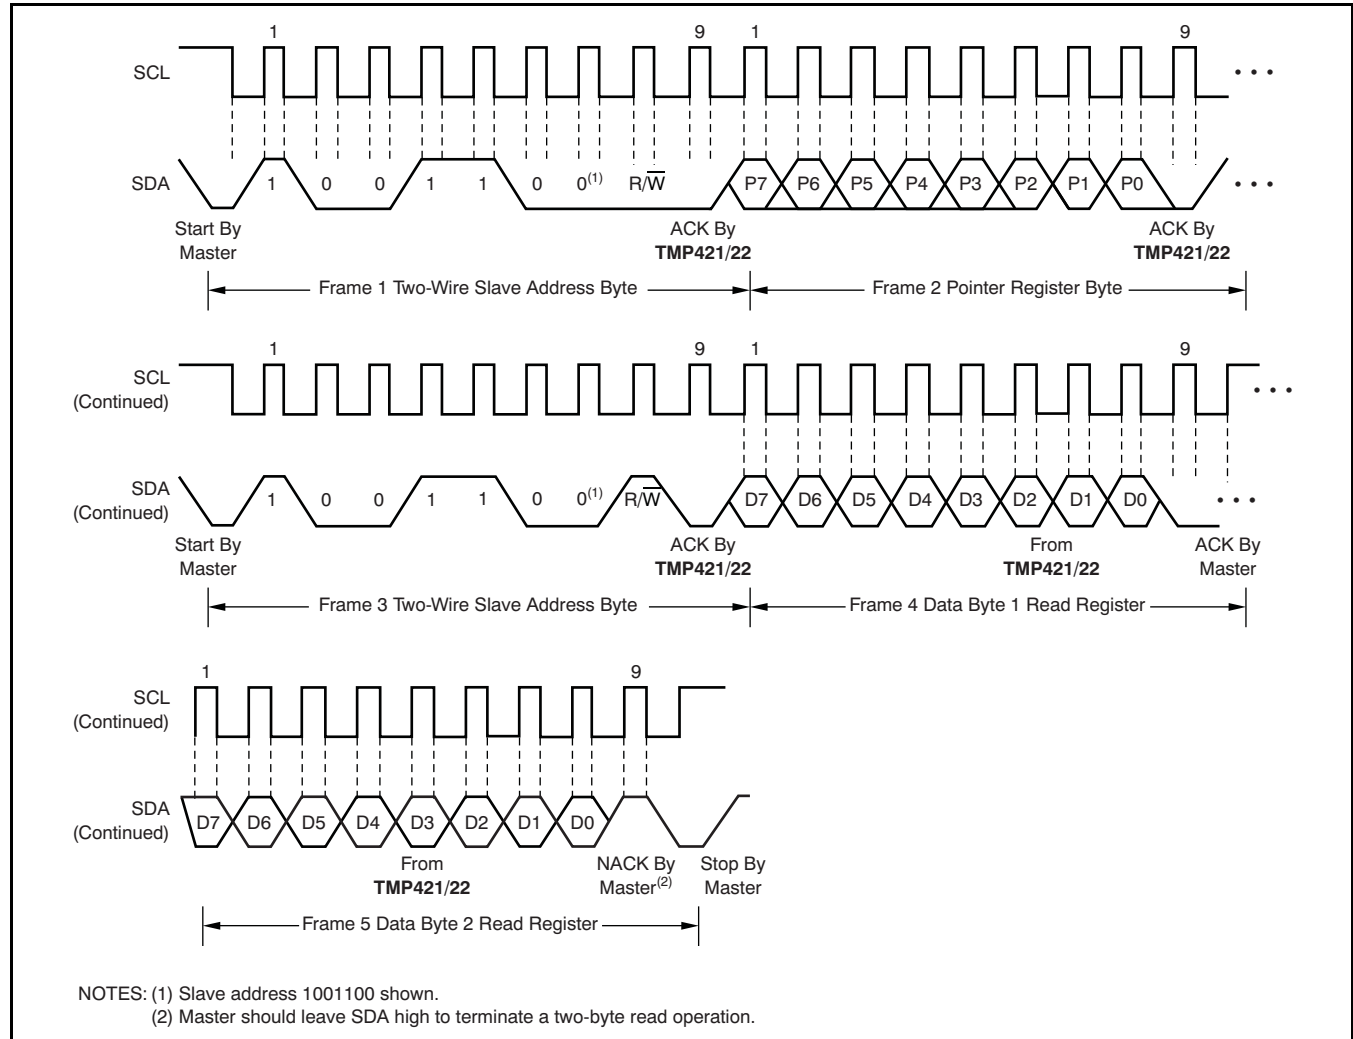 1 9 1 9
SCL • • •
SDA 1 0 0 1 1 0 0(1) R/W̅ P7 P6 P5 P4 P3 P2 P1 P0 • • •
Start By Master
ACK By TMP421/22
ACK By TMP421/22
Frame 1 Two-Wire Slave Address Byte
Frame 2 Pointer Register Byte
1 9 1 9
SCL (Continued) • • •
SDA (Continued) 1 0 0 1 1 0 0(1) R/W̅ D7 D6 D5 D4 D3 D2 D1 D0 • • •
Start By Master
ACK By TMP421/22
From TMP421/22
ACK By Master
Frame 3 Two-Wire Slave Address Byte
Frame 4 Data Byte 1 Read Register
1 9
SCL (Continued)
SDA (Continued) D7 D6 D5 D4 D3 D2 D1 D0
From TMP421/22
NACK By Master(2)
Stop By Master
Frame 5 Data Byte 2 Read Register
NOTES: (1) Slave address 1001100 shown.
(2) Master should leave SDA high to terminate a two-byte read operation.